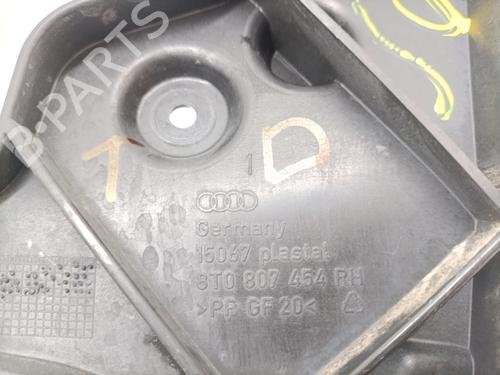 B-PARTS
T D
1
Germany
15067 plastal
8T0 807 454 RH
>PP GF 20<